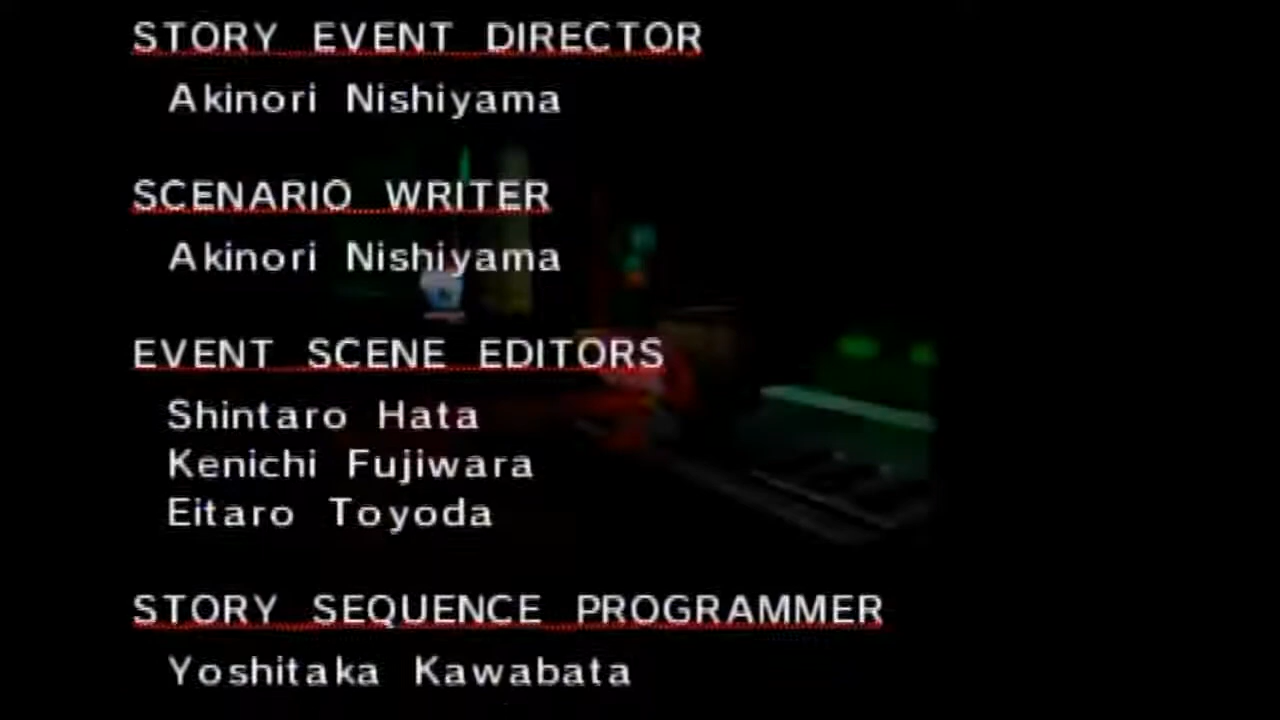 STORY EVENT DIRECTOR
Akinori Nishiyama
SCENARIO WRITER
Akinori Nishiyama
EVENT SCENE EDITORS
Shintaro Hata
Kenichi Fujiwara
Eitaro Toyoda
STORY SEQUENCE PROGRAMMER
Yoshitaka Kawabata